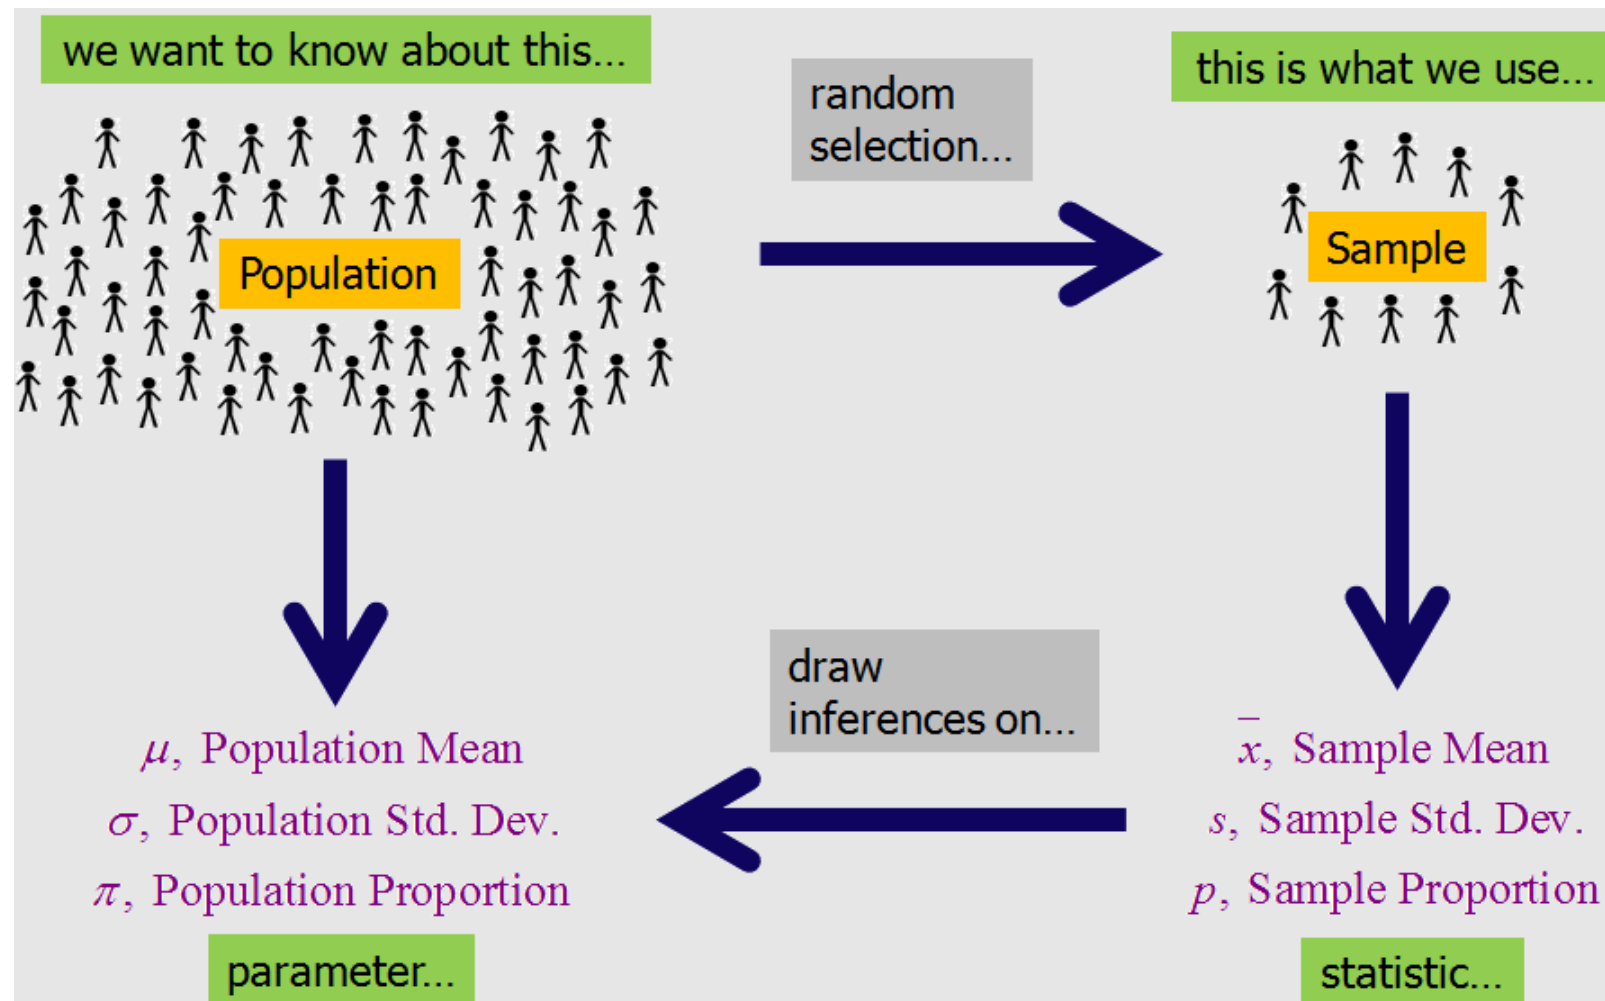 we want to know about this...
this is what we use...
random
selection...
Population
Sample
draw
inferences on...
μ, Population Mean
σ, Population Std. Dev.
π, Population Proportion
parameter...
x̄, Sample Mean
s, Sample Std. Dev.
p, Sample Proportion
statistic...